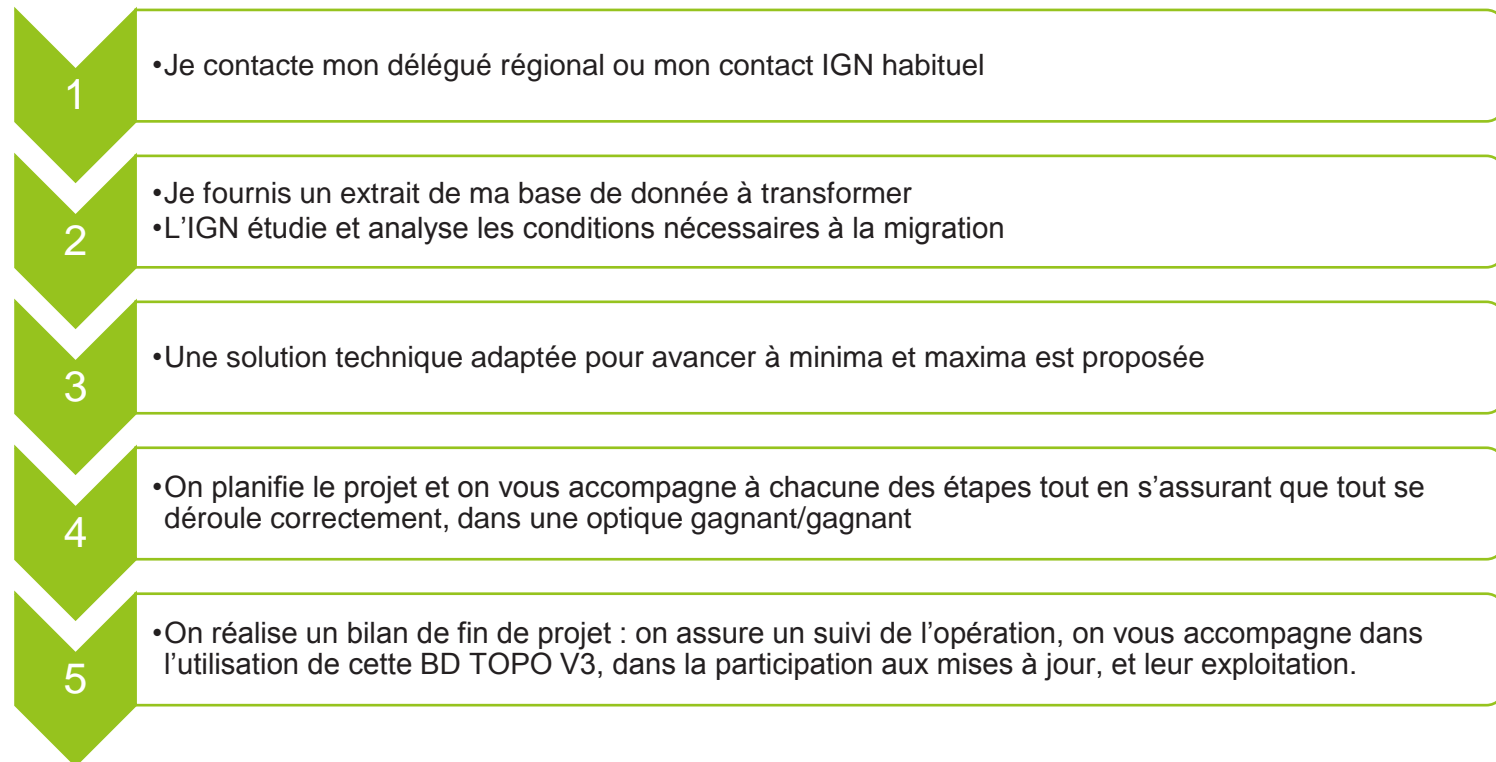 1
•Je contacte mon délégué régional ou mon contact IGN habituel
2
•Je fournis un extrait de ma base de donnée à transformer
•L’IGN étudie et analyse les conditions nécessaires à la migration
3
•Une solution technique adaptée pour avancer à minima et maxima est proposée
4
•On planifie le projet et on vous accompagne à chacune des étapes tout en s’assurant que tout se
déroule correctement, dans une optique gagnant/gagnant
5
•On réalise un bilan de fin de projet : on assure un suivi de l’opération, on vous accompagne dans
l’utilisation de cette BD TOPO V3, dans la participation aux mises à jour, et leur exploitation.